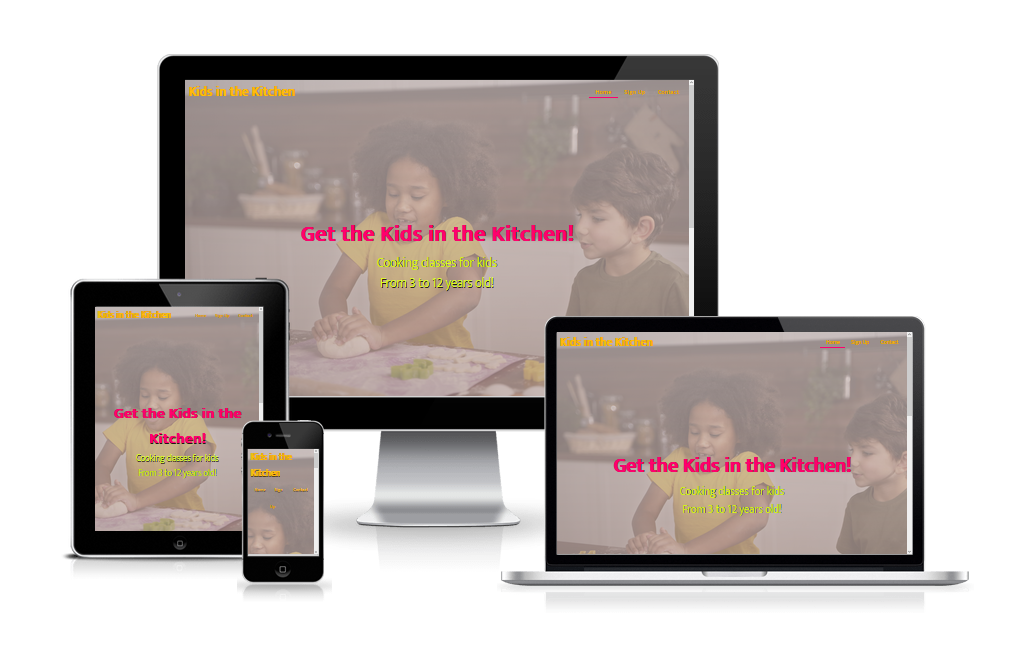 Kids in the Kitchen
Home Sign up Contact
Get the Kids in the Kitchen!
Cooking classes for kids
From 3 to 12 years old!
Kids in the Kitchen
Get the Kids in the
Kitchen!
Cooking classes for kids
From 3 to 12 years old!
Kids in the
Kitchen
Home Sign Contact
up
Kids in the Kitchen
Home Sign up Contact
Get the Kids in the Kitchen!
Cooking classes for kids
From 3 to 12 years old!